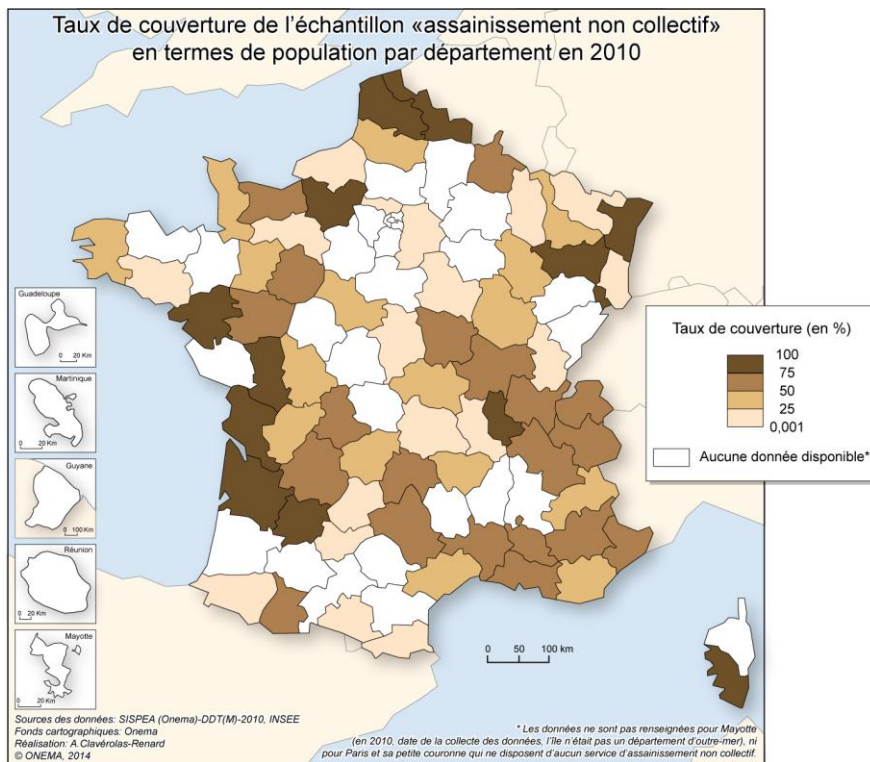 Taux de couverture de l'échantillon «assainissement non collectif»
en termes de population par département en 2010
Guadeloupe
0 20 Km
Martinique
0 20 Km
Guyane
0 100 Km
Réunion
0 20 Km
Mayotte
0 20 Km
Taux de couverture (en %)
100
75
50
25
0,001
Aucune donnée disponible*
0 50 100 km
Sources des données: SISPEA (Onema)-DDT(M)-2010, INSEE
Fonds cartographiques: Onema
Réalisation: A.Clavérolas-Renard
© ONEMA, 2014
* Les données ne sont pas renseignées pour Mayotte
(en 2010, date de la collecte des données, l'île n'était pas un département d'outre-mer), ni
pour Paris et sa petite couronne qui ne disposent d'aucun service d'assainissement non collectif.